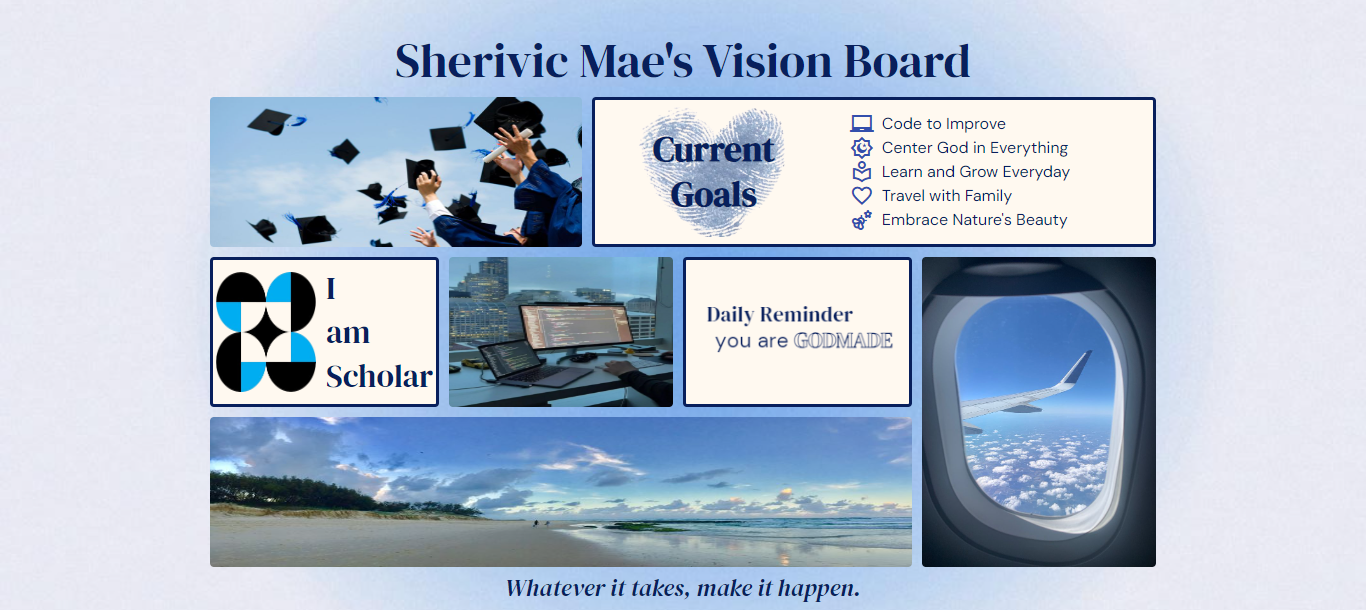 Sherivic Mae's Vision Board
Current
Goals
Code to Improve
Center God in Everything
Learn and Grow Everyday
Travel with Family
Embrace Nature's Beauty
I
am
Scholar
Daily Reminder
you are GODMADE
Whatever it takes, make it happen.